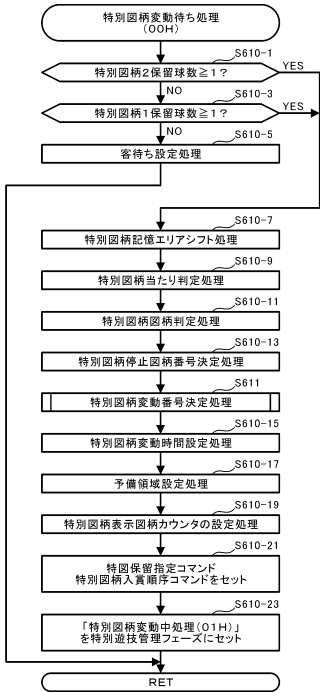 特別図柄変動待ち処理
(00H)
S610-1
特別図柄2保留球数≧1?
YES
NO
S610-3
特別図柄1保留球数≧1?
YES
NO
S610-5
客待ち設定処理
S610-7
特別図柄記憶エリアシフト処理
S610-9
特別図柄当たり判定処理
S610-11
特別図柄図柄判定処理
S610-13
特別図柄停止図柄番号決定処理
S611
特別図柄変動番号決定処理
S610-15
特別図柄変動時間設定処理
S610-17
予備領域設定処理
S610-19
特別図柄表示図柄カウンタの設定処理
S610-21
特図保留指定コマンド
特別図柄入賞順序コマンドをセット
S610-23
「特別図柄変動中処理(01H)」
を特別遊技管理フェーズにセット
RET